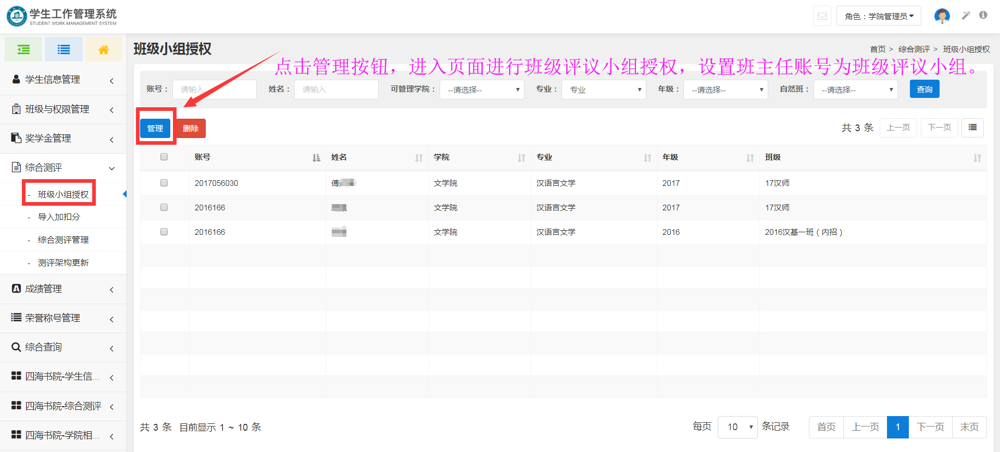 学生工作管理系统
STUDENT WORK MANAGEMENT SYSTEM
角色：学院管理员
班级小组授权
首页 > 综合测评 > 班级小组授权
点击管理按钮，进入页面进行班级评议小组授权，设置班主任账号为班级评议小组。
学生信息管理
班级与权限管理
奖学金管理
综合测评
- 班级小组授权
- 导入加扣分
- 综合测评管理
- 测评架构更新
成绩管理
荣誉称号管理
综合查询
四海书院-学生信...
四海书院-综合测评
四海书院-学院相...
账号： 请输入 姓名： 请输入 可管理学院： --请选择-- 专业： 专业 年级： --请选择-- 自然班： --请选择-- 查询
管理 删除 共 3 条 上一页 下一页
账号 姓名 学院 专业 年级 班级
2017056030 傅 文学院 汉语言文学 2017 17汉师
2016166 文学院 汉语言文学 2017 17汉师
2016166 文学院 汉语言文学 2016 2016汉基一班（内招）
共 3 条 目前显示 1 ~ 10 条 每页 10 条记录 首页 上一页 1 下一页 末页